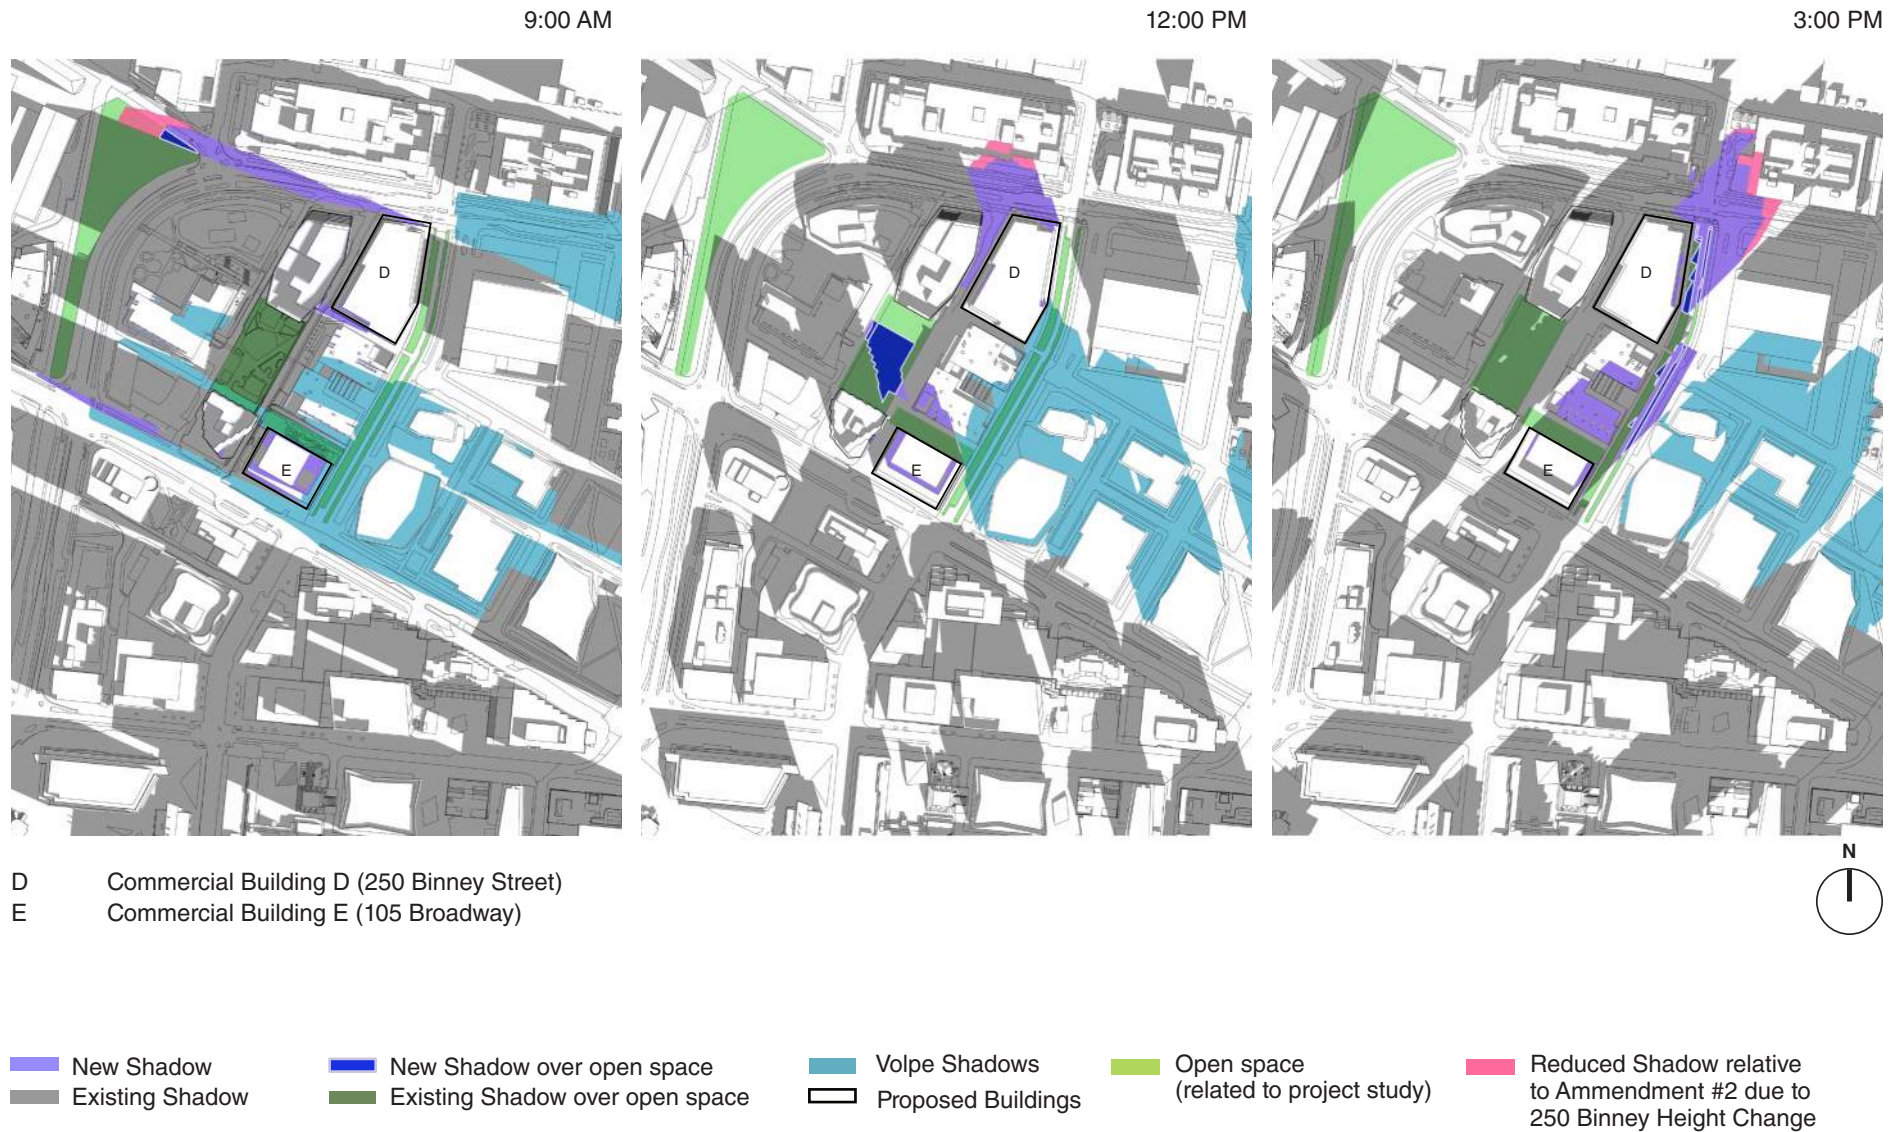 9:00 AM
12:00 PM
3:00 PM
D
E
D
E
D
E
N
D Commercial Building D (250 Binney Street)
E Commercial Building E (105 Broadway)
New Shadow
Existing Shadow
New Shadow over open space
Existing Shadow over open space
Volpe Shadows
Proposed Buildings
Open space
(related to project study)
Reduced Shadow relative
to Ammendment #2 due to
250 Binney Height Change